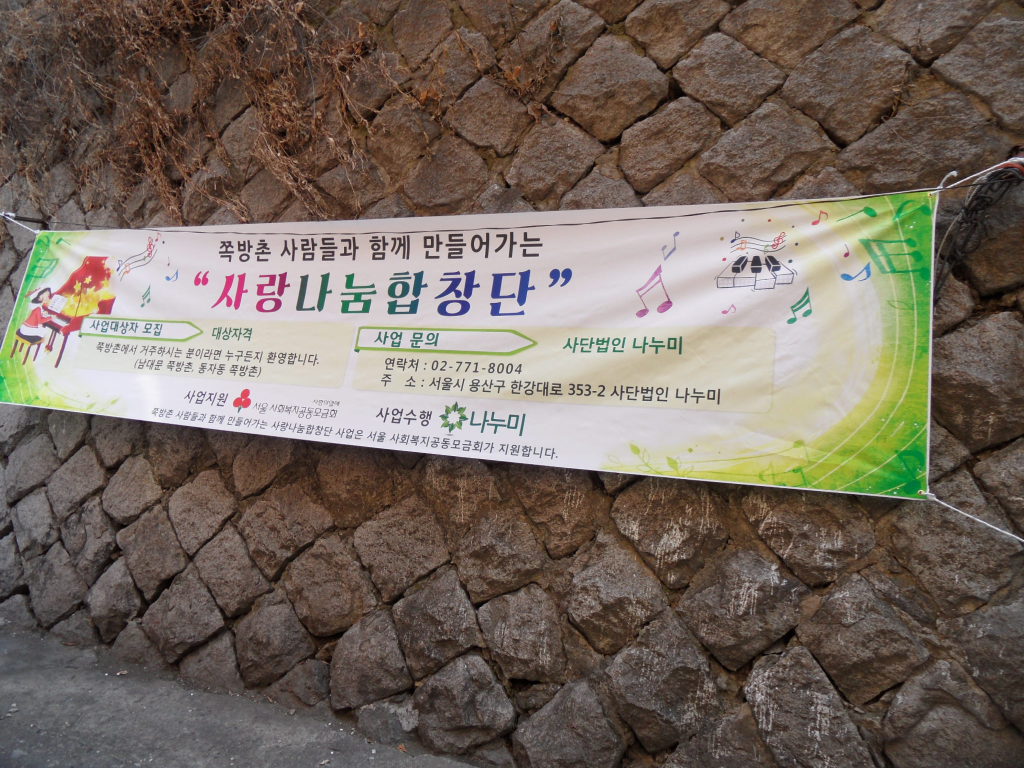 쪽방촌 사람들과 함께 만들어가는
“사랑나눔합창단”
사업대상자 모집 대상자격
쪽방촌에서 거주하시는 분이라면 누구든지 환영합니다.
(남대문 쪽방촌, 동자동 쪽방촌)
사업 문의 사단법인 나누미
연락처 : 02-771-8004
주 소 : 서울시 용산구 한강대로 353-2 사단법인 나누미
사업지원 사랑의열매 서울 사회복지공동모금회 사업수행 나누미
쪽방촌 사람들과 함께 만들어가는 사랑나눔합창단 사업은 서울 사회복지공동모금회가 지원합니다.